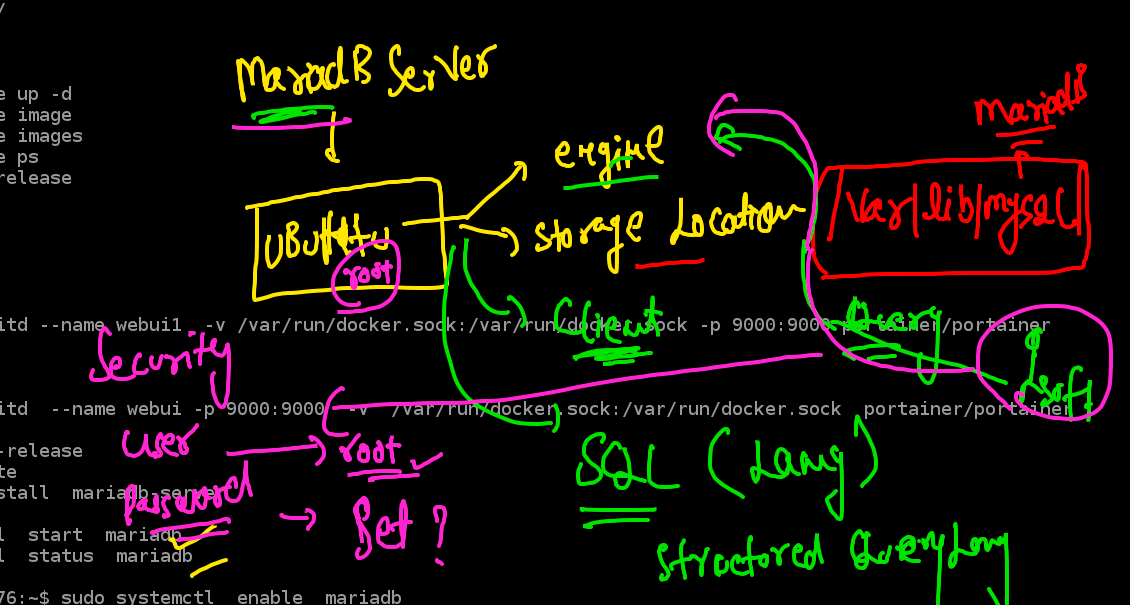 /
MariadB Server
e up -d
e image
e images
e ps
release
mariadB
engine
/Var/lib/mysql
storage Location
UBuntu
root
Client
Query
itd --name webui1 -v /var/run/docker.sock:/var/run/docker.sock -p 9000:9000 portainer/portainer
Security
itd --name webui -p 9000:9000 -v /var/run/docker.sock:/var/run/docker.sock portainer/portainer
User
root
-release
te
SQL (Lang)
stall mariadb-server
Password
Set ?
l start mariadb
l status mariadb
structored Query Lang
76:~$ sudo systemctl enable mariadb